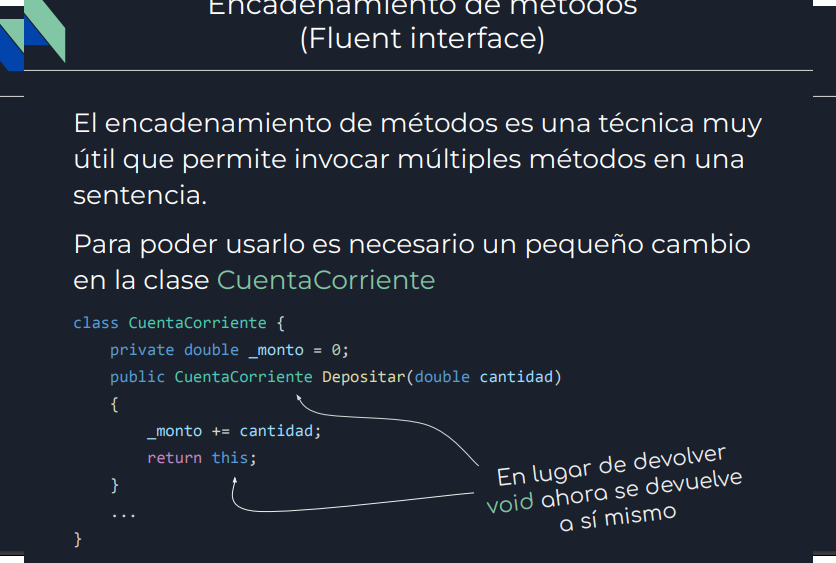 Encadenamiento de métodos
(Fluent interface)
El encadenamiento de métodos es una técnica muy
útil que permite invocar múltiples métodos en una
sentencia.
Para poder usarlo es necesario un pequeño cambio
en la clase CuentaCorriente
class CuentaCorriente {
    private double _monto = 0;
    public CuentaCorriente Depositar(double cantidad)
    {
        _monto += cantidad;
        return this;
    }
    ...
}
En lugar de devolver
void ahora se devuelve
a sí mismo